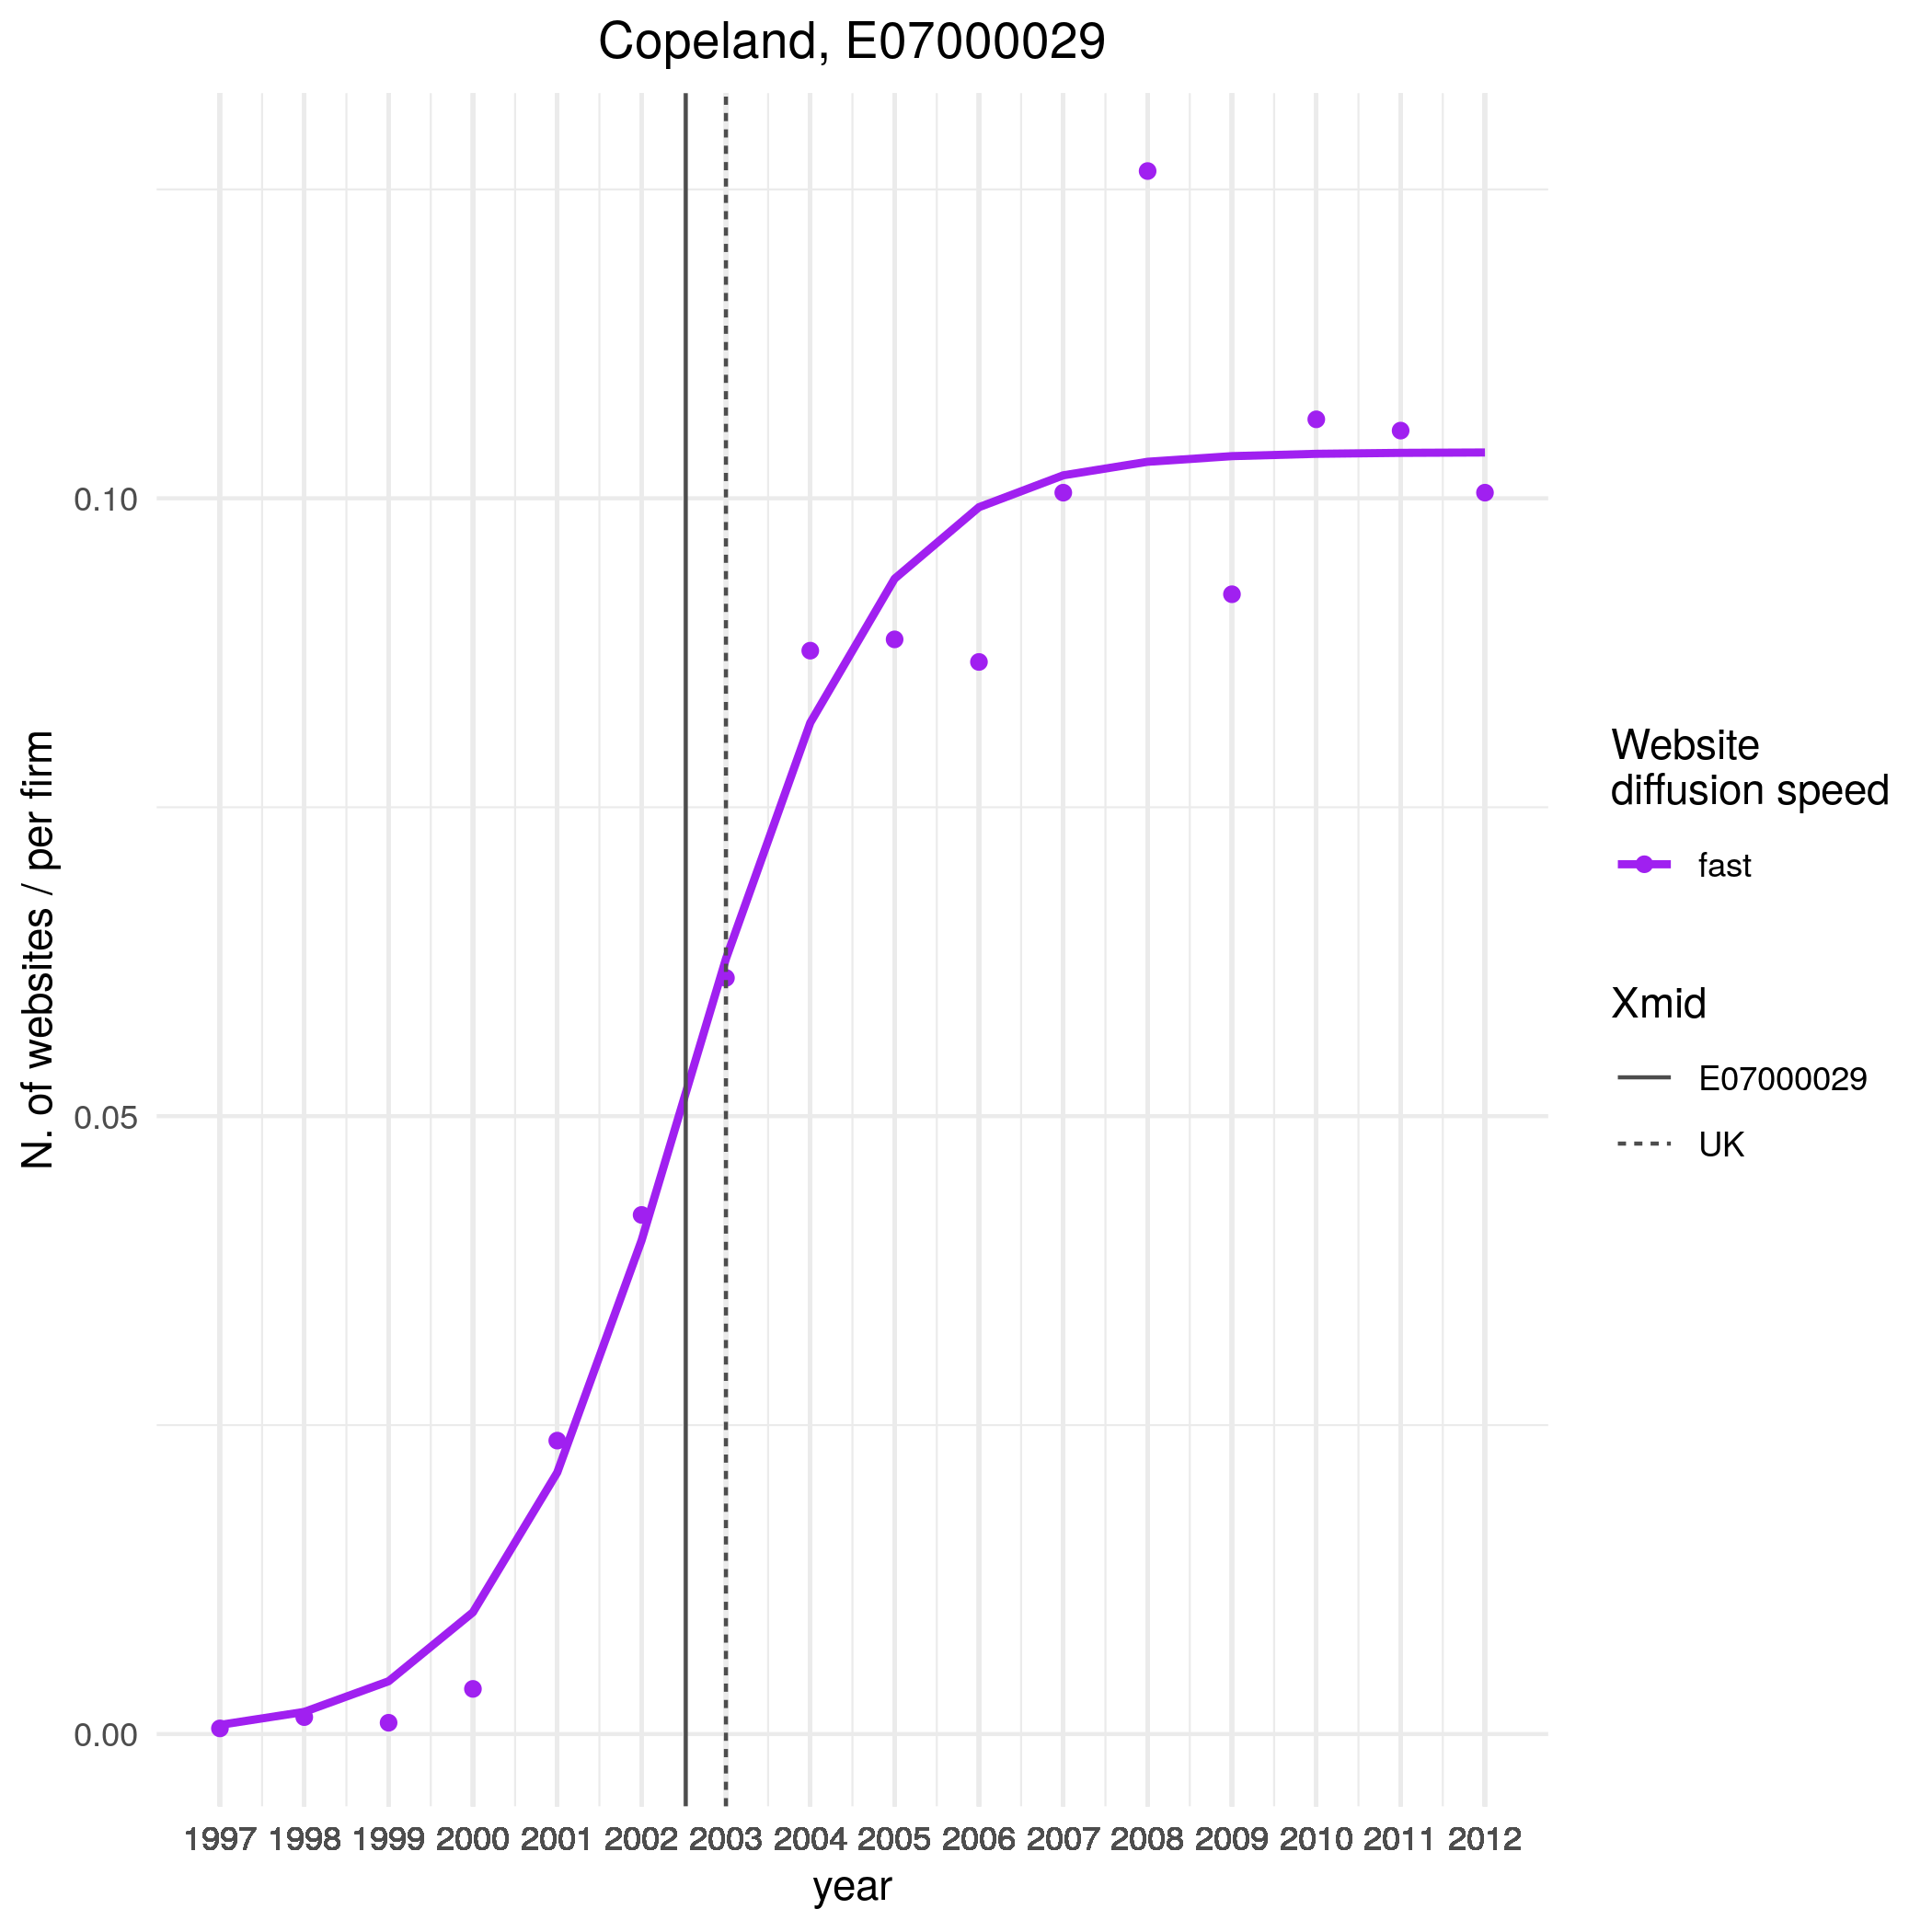 Copeland, E07000029
N. of websites / per firm
0.10
0.05
0.00
1997 1998 1999 2000 2001 2002 2003 2004 2005 2006 2007 2008 2009 2010 2011 2012
year
Website
diffusion speed
fast
Xmid
E07000029
UK